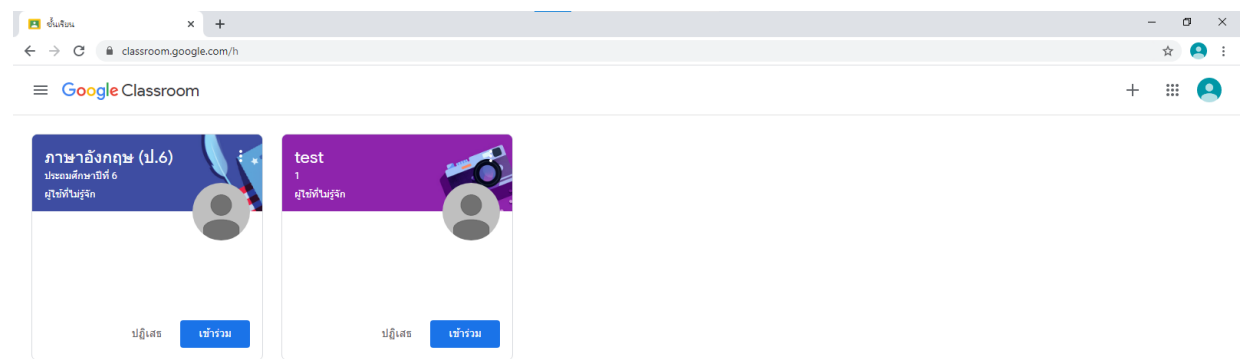 ชั้นเรียน
classroom.google.com/h
Google Classroom
ภาษาอังกฤษ (ป.6)
ประถมศึกษาปีที่ 6
ผู้ใช้ที่ไม่รู้จัก
ปฏิเสธ
เข้าร่วม
test
1
ผู้ใช้ที่ไม่รู้จัก
ปฏิเสธ
เข้าร่วม